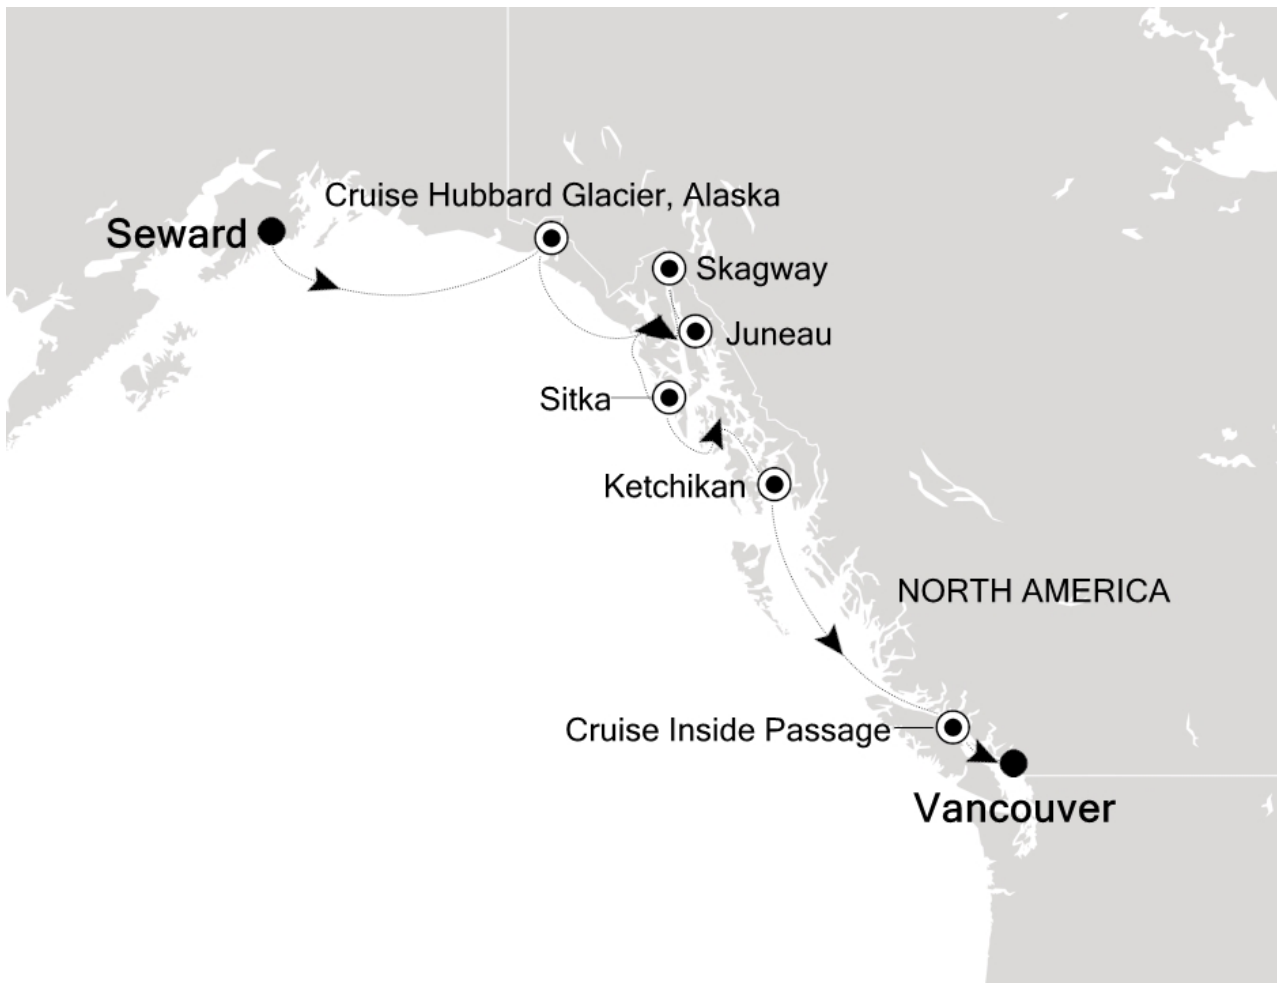 Cruise Hubbard Glacier, Alaska
Seward
Skagway
Juneau
Sitka
Ketchikan
NORTH AMERICA
Cruise Inside Passage
Vancouver